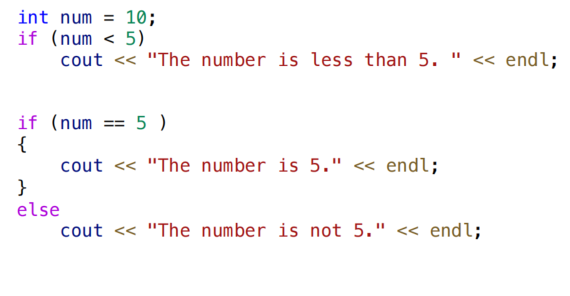 int num = 10;
if (num < 5)
    cout << "The number is less than 5. " << endl;
if (num == 5 )
{
    cout << "The number is 5." << endl;
}
else
    cout << "The number is not 5." << endl;